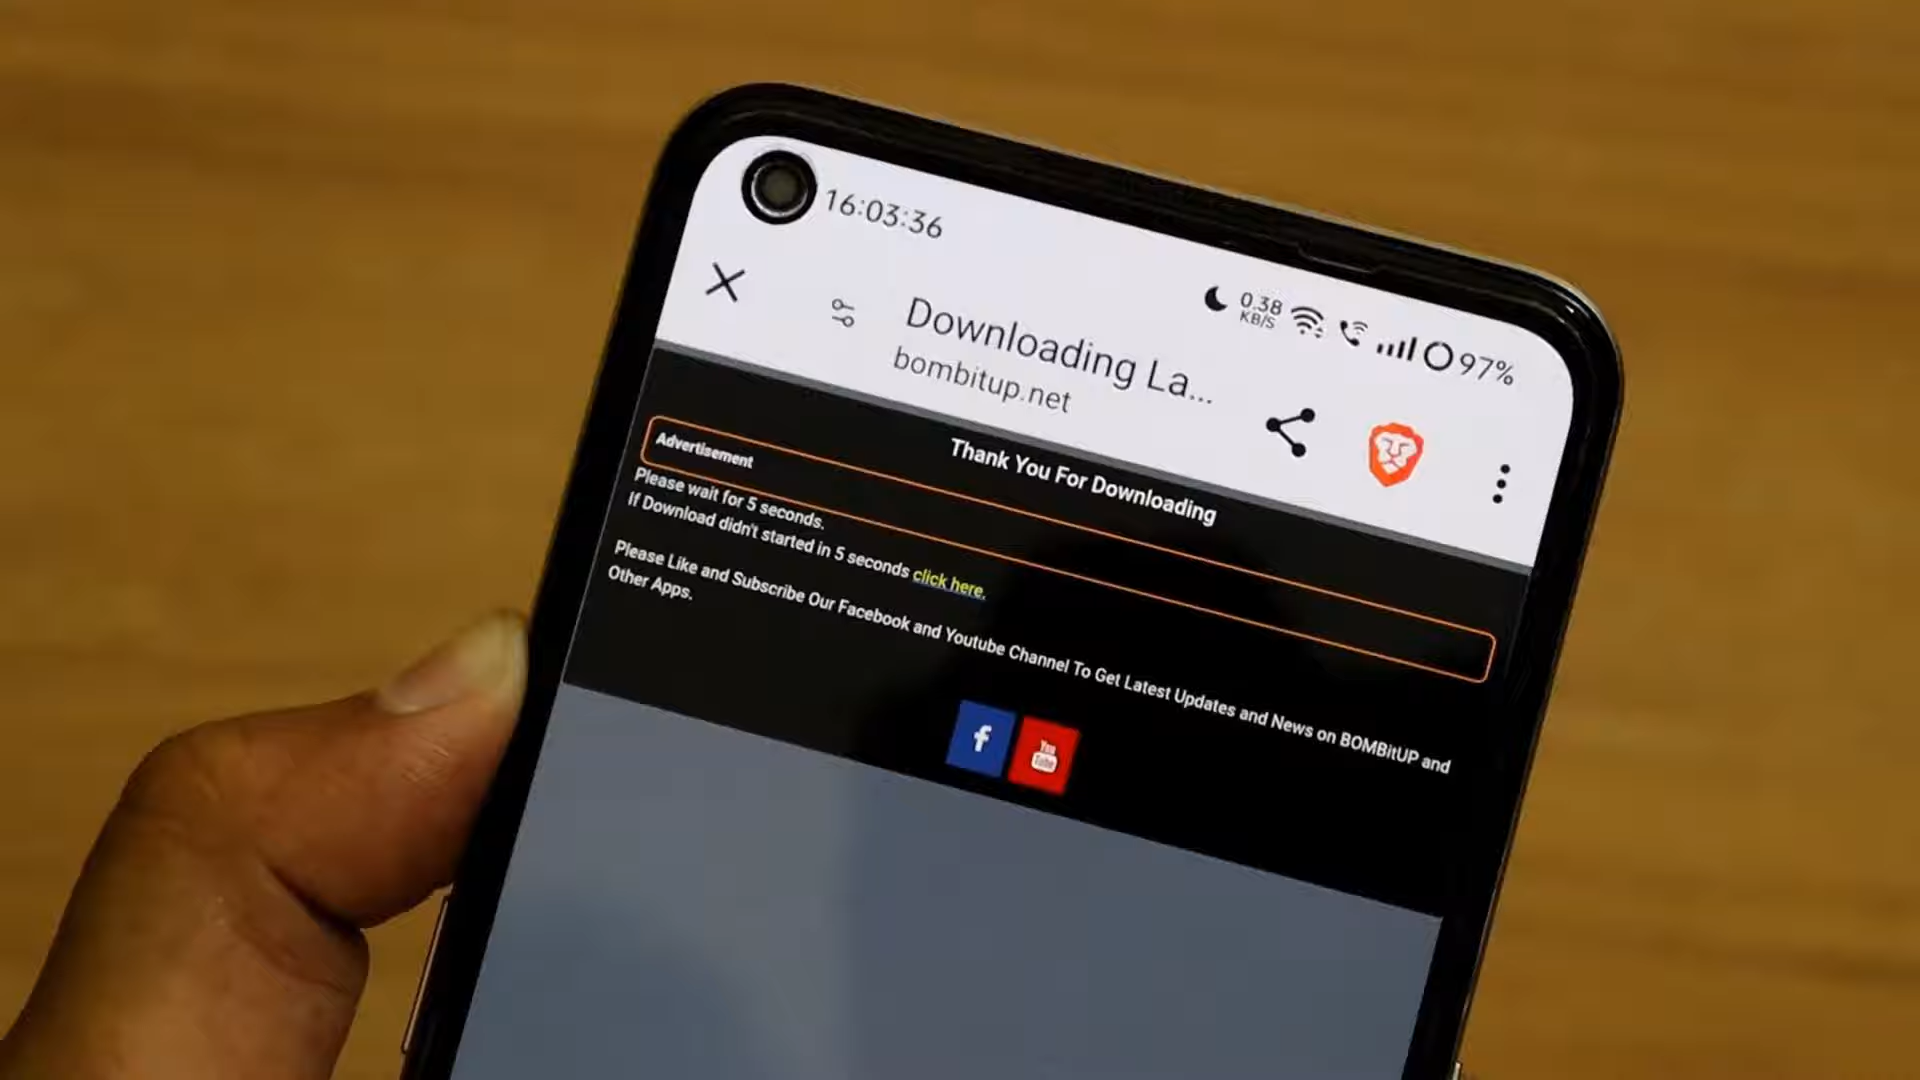 16:03:36
0.38
KB/S
97%
Downloading La...
bombitup.net
Thank You For Downloading
Advertisement
Please wait for 5 seconds.
If Download didn't started in 5 seconds click here.
Please Like and Subscribe Our Facebook and Youtube Channel To Get Latest Updates and News on BOMBitUP and
Other Apps.
f
You
Tube